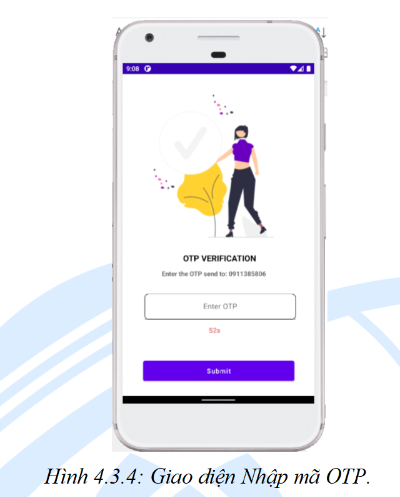 9:08
OTP VERIFICATION
Enter the OTP send to: 0911385806
Enter OTP
52s
Submit
Hình 4.3.4: Giao diện Nhập mã OTP.